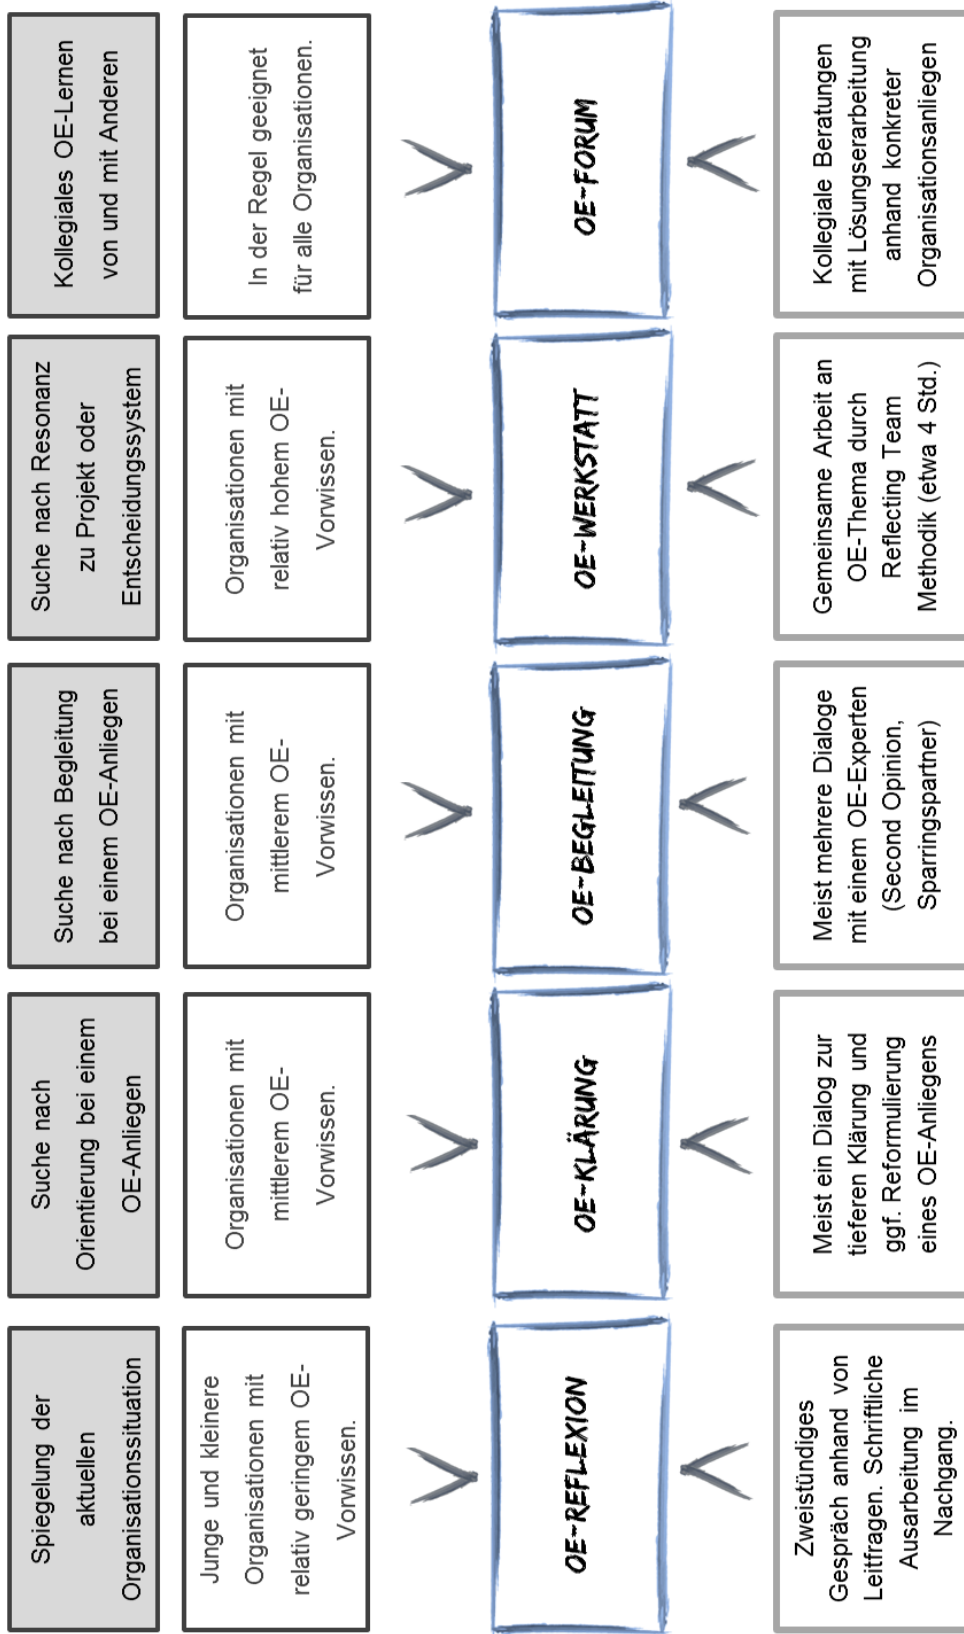 Spiegelung der
aktuellen
Organisationssituation
Suche nach
Orientierung bei einem
OE-Anliegen
Suche nach Begleitung
bei einem OE-Anliegen
Suche nach Resonanz
zu Projekt oder
Entscheidungssystem
Kollegiales OE-Lernen
von und mit Anderen
Junge und kleinere
Organisationen mit
relativ geringem OE-
Vorwissen.
Organisationen mit
mittlerem OE-
Vorwissen.
Organisationen mit
mittlerem OE-
Vorwissen.
Organisationen mit
relativ hohem OE-
Vorwissen.
In der Regel geeignet
für alle Organisationen.
OE-REFLEXION
OE-KLÄRUNG
OE-BEGLEITUNG
OE-WERKSTATT
OE-FORUM
Zweistündiges
Gespräch anhand von
Leitfragen. Schriftliche
Ausarbeitung im
Nachgang.
Meist ein Dialog zur
tieferen Klärung und
ggf. Reformulierung
eines OE-Anliegens
Meist mehrere Dialoge
mit einem OE-Experten
(Second Opinion,
Sparringspartner)
Gemeinsame Arbeit an
OE-Thema durch
Reflecting Team
Methodik (etwa 4 Std.)
Kollegiale Beratungen
mit Lösungserarbeitung
anhand konkreter
Organisationsanliegen